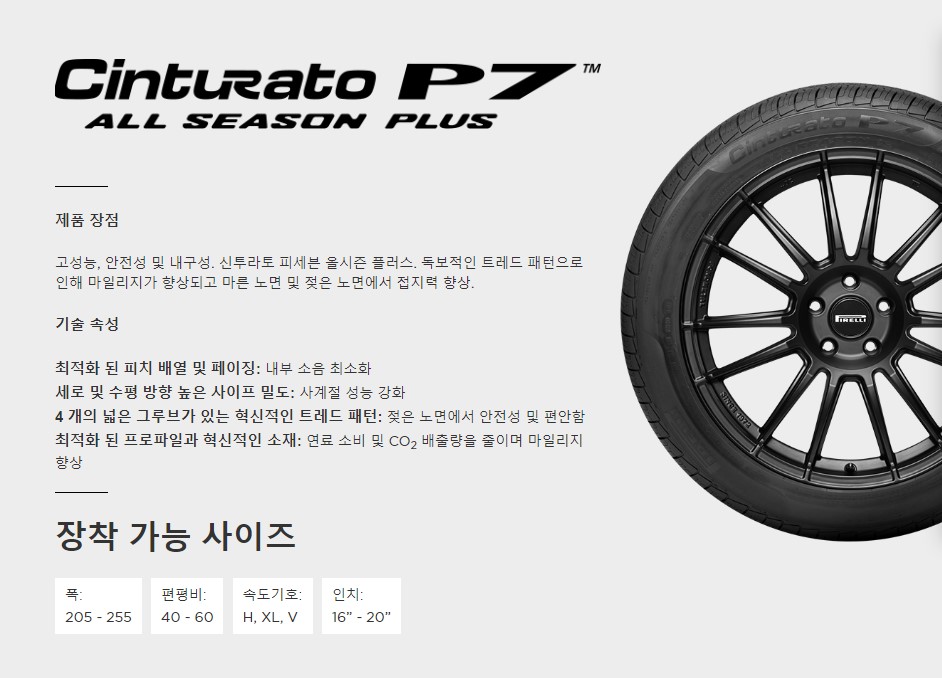 Cinturato P7™
ALL SEASON PLUS
Cinturato P7
제품 장점
고성능, 안전성 및 내구성. 신투라토 피세븐 올시즌 플러스. 독보적인 트레드 패턴으로
인해 마일리지가 향상되고 마른 노면 및 젖은 노면에서 접지력 향상.
PIRELLI
기술 속성
최적화 된 피치 배열 및 페이징: 내부 소음 최소화
세로 및 수평 방향 높은 사이프 밀도: 사계절 성능 강화
4 개의 넓은 그루브가 있는 혁신적인 트레드 패턴: 젖은 노면에서 안전성 및 편안함
최적화 된 프로파일과 혁신적인 소재: 연료 소비 및 CO₂ 배출량을 줄이며 마일리지
향상
장착 가능 사이즈
폭:
205 - 255
편평비:
40 - 60
속도기호:
H, XL, V
인치:
16” - 20”